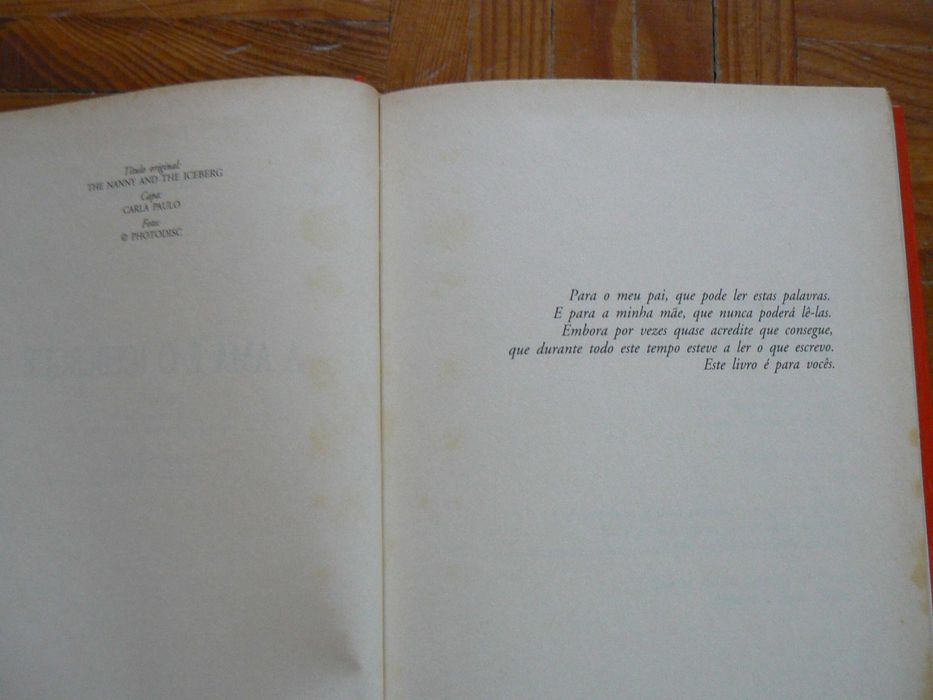 Título original:
THE NANNY AND THE ICEBERG
Capa:
CARLA PAULO
Foto:
© PHOTODISC
Para o meu pai, que pode ler estas palavras.
E para a minha mãe, que nunca poderá lê-las.
Embora por vezes quase acredite que consegue,
que durante todo este tempo esteve a ler o que escrevo.
Este livro é para vocês.